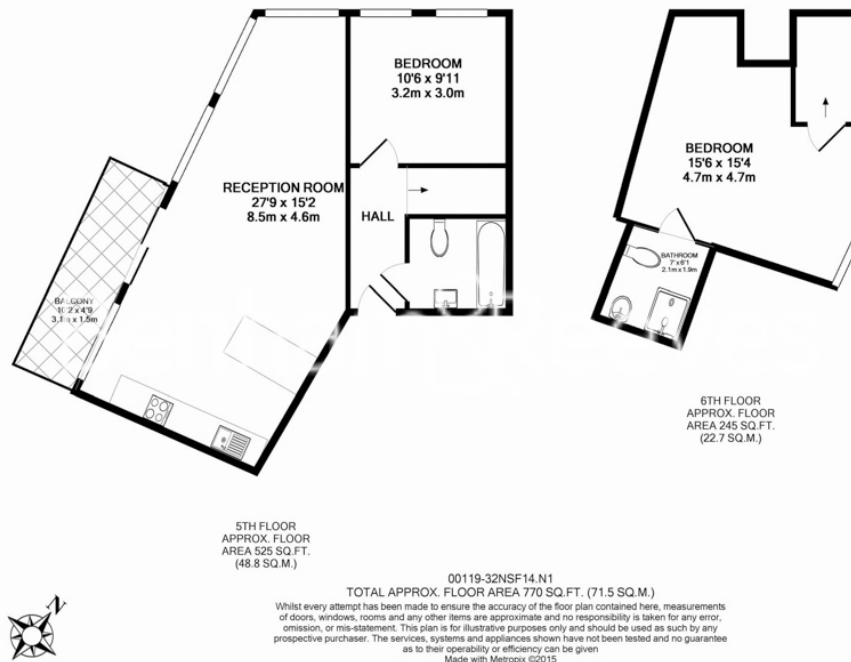 BEDROOM
10'6 x 9'11
3.2m x 3.0m
RECEPTION ROOM
27'9 x 15'2
8.5m x 4.6m
HALL
BALCONY
10'2 x 4'9
3.1m x 1.5m
BEDROOM
15'6 x 15'4
4.7m x 4.7m
BATHROOM
7' x 6'1
2.1m x 1.9m
5TH FLOOR
APPROX. FLOOR
AREA 525 SQ.FT.
(48.8 SQ.M.)
6TH FLOOR
APPROX. FLOOR
AREA 245 SQ.FT.
(22.7 SQ.M.)
N
00119-32NSF14.N1
TOTAL APPROX. FLOOR AREA 770 SQ.FT. (71.5 SQ.M.)
Whilst every attempt has been made to ensure the accuracy of the floor plan contained here, measurements
of doors, windows, rooms and any other items are approximate and no responsibility is taken for any error,
omission, or mis-statement. This plan is for illustrative purposes only and should be used as such by any
prospective purchaser. The services, systems and appliances shown have not been tested and no guarantee
as to their operability or efficiency can be given
Made with Metropix ©2015